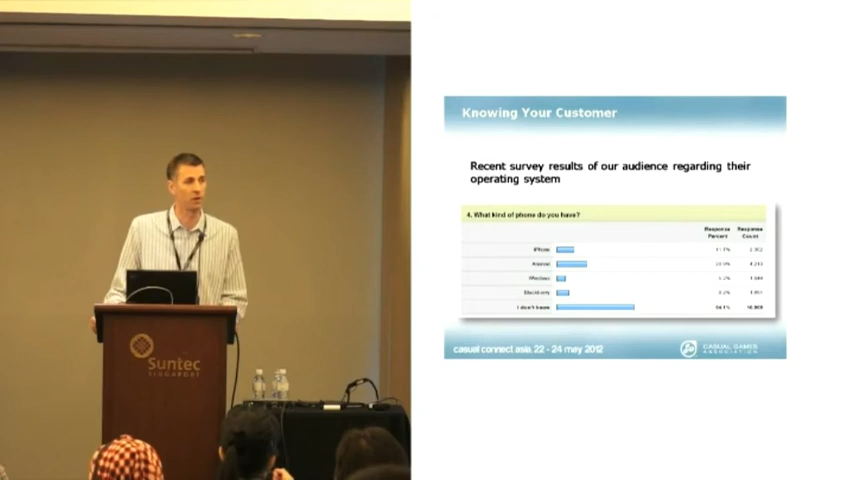 Suntec
SINGAPORE
Knowing Your Customer
Recent survey results of our audience regarding their
operating system
4. What kind of phone do you have?
Response Response
Percent Count
iPhone
Android
Windows
Blackberry
I don't know
casual connect asia, 22 - 24 may 2012
CASUAL GAMES
ASSOCIATION